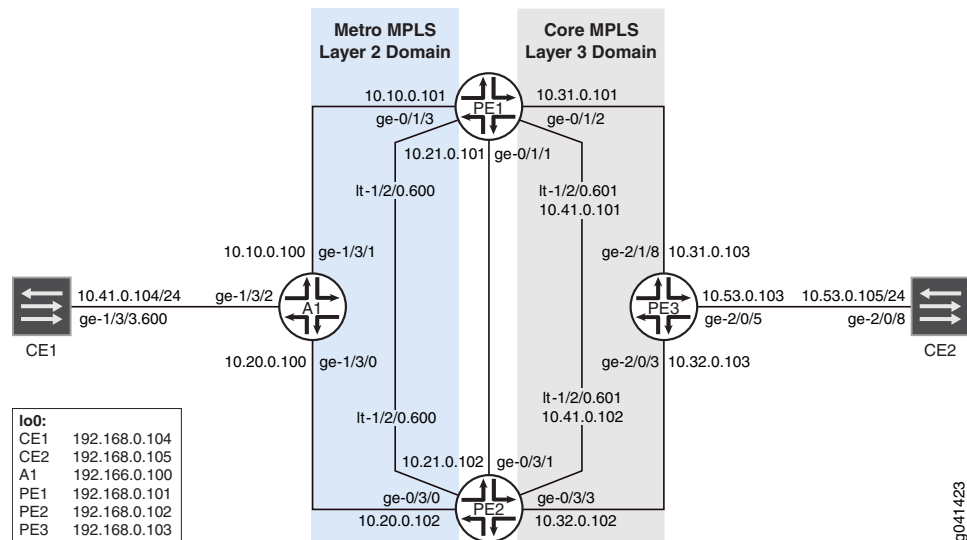 Metro MPLS
Layer 2 Domain
Core MPLS
Layer 3 Domain
10.10.0.101
10.31.0.101
PE1
ge-0/1/3
ge-0/1/2
10.21.0.101
ge-0/1/1
lt-1/2/0.600
lt-1/2/0.601
10.41.0.101
10.10.0.100
ge-1/3/1
ge-2/1/8
10.31.0.103
10.41.0.104/24
ge-1/3/2
A1
PE3
10.53.0.103
10.53.0.105/24
ge-1/3/3.600
ge-2/0/5
ge-2/0/8
CE1
CE2
10.20.0.100
ge-1/3/0
ge-2/0/3
10.32.0.103
lt-1/2/0.600
lt-1/2/0.601
10.41.0.102
lo0:
CE1 192.168.0.104
CE2 192.168.0.105
A1 192.166.0.100
PE1 192.168.0.101
PE2 192.168.0.102
PE3 192.168.0.103
10.21.0.102
ge-0/3/1
ge-0/3/0
ge-0/3/3
PE2
10.20.0.102
10.32.0.102
g041423